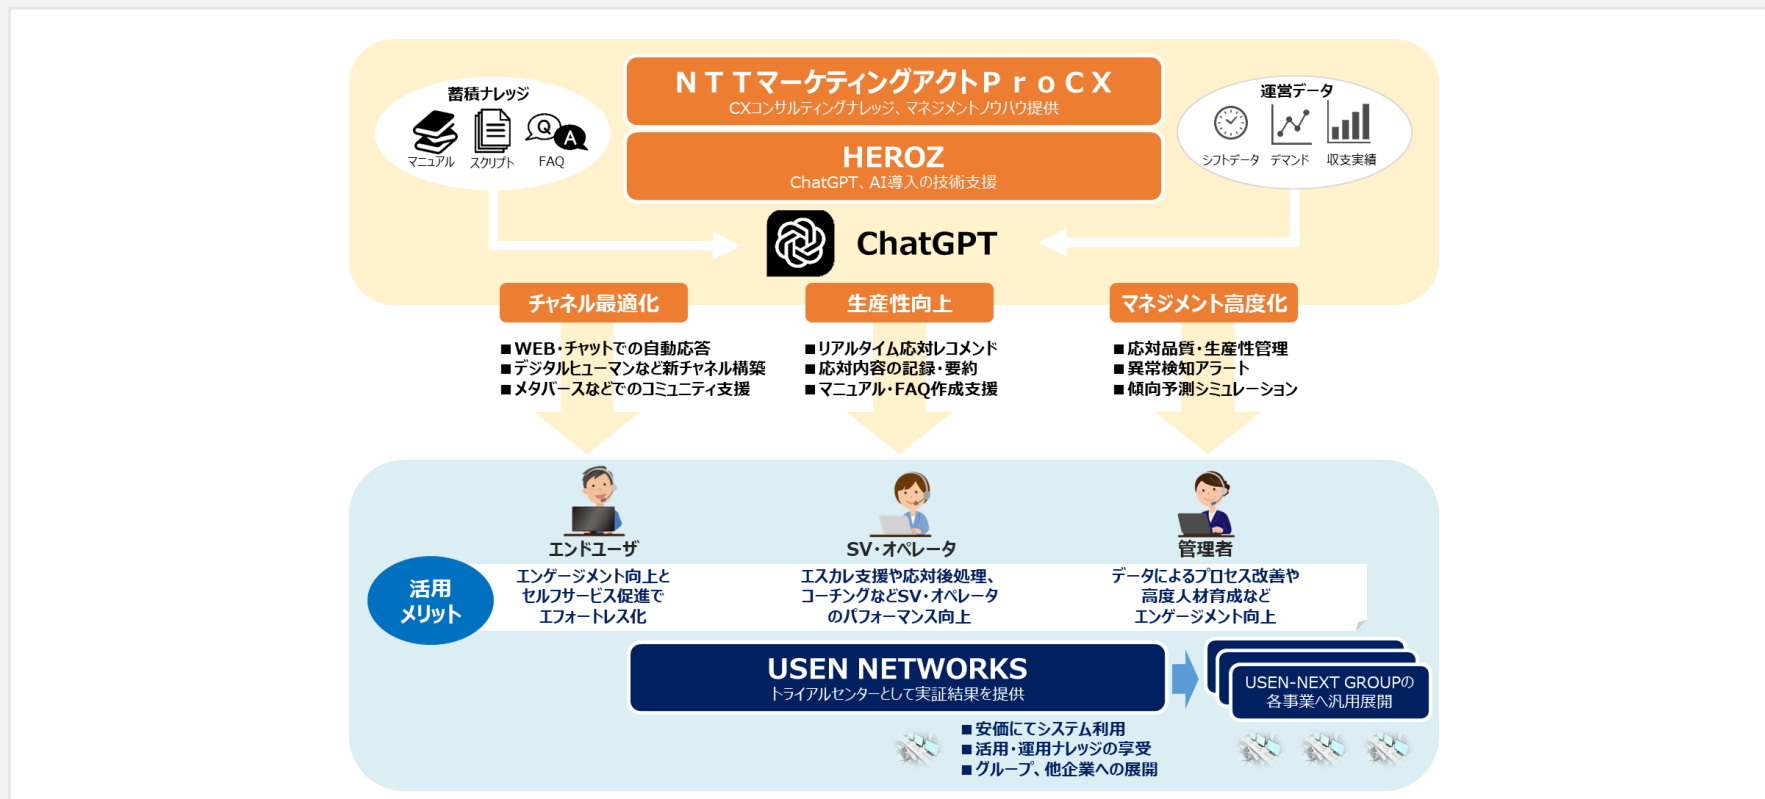 NTTマーケティングアクトProCX
CXコンサルティングナレッジ、マネジメントノウハウ提供
蓄積ナレッジ
マニュアル
スクリプト
Q
A
FAQ
運営データ
シフトデータ
デマンド
収支実績
HEROZ
ChatGPT、AI導入の技術支援
ChatGPT
チャネル最適化
■WEB・チャットでの自動応答
■デジタルヒューマンなど新チャネル構築
■メタバースなどでのコミュニティ支援
生産性向上
■リアルタイム応対レコメンド
■応対内容の記録・要約
■マニュアル・FAQ作成支援
マネジメント高度化
■応対品質・生産性管理
■異常検知アラート
■傾向予測シミュレーション
活用
メリット
エンドユーザ
エンゲージメント向上と
セルフサービス促進で
エフォートレス化
SV・オペレータ
エスカレ支援や応対後処理、
コーチングなどSV・オペレータ
のパフォーマンス向上
管理者
データによるプロセス改善や
高度人材育成など
エンゲージメント向上
USEN NETWORKS
トライアルセンターとして実証結果を提供
USEN-NEXT GROUPの
各事業へ汎用展開
■安価にてシステム利用
■活用・運用ナレッジの享受
■グループ、他企業への展開